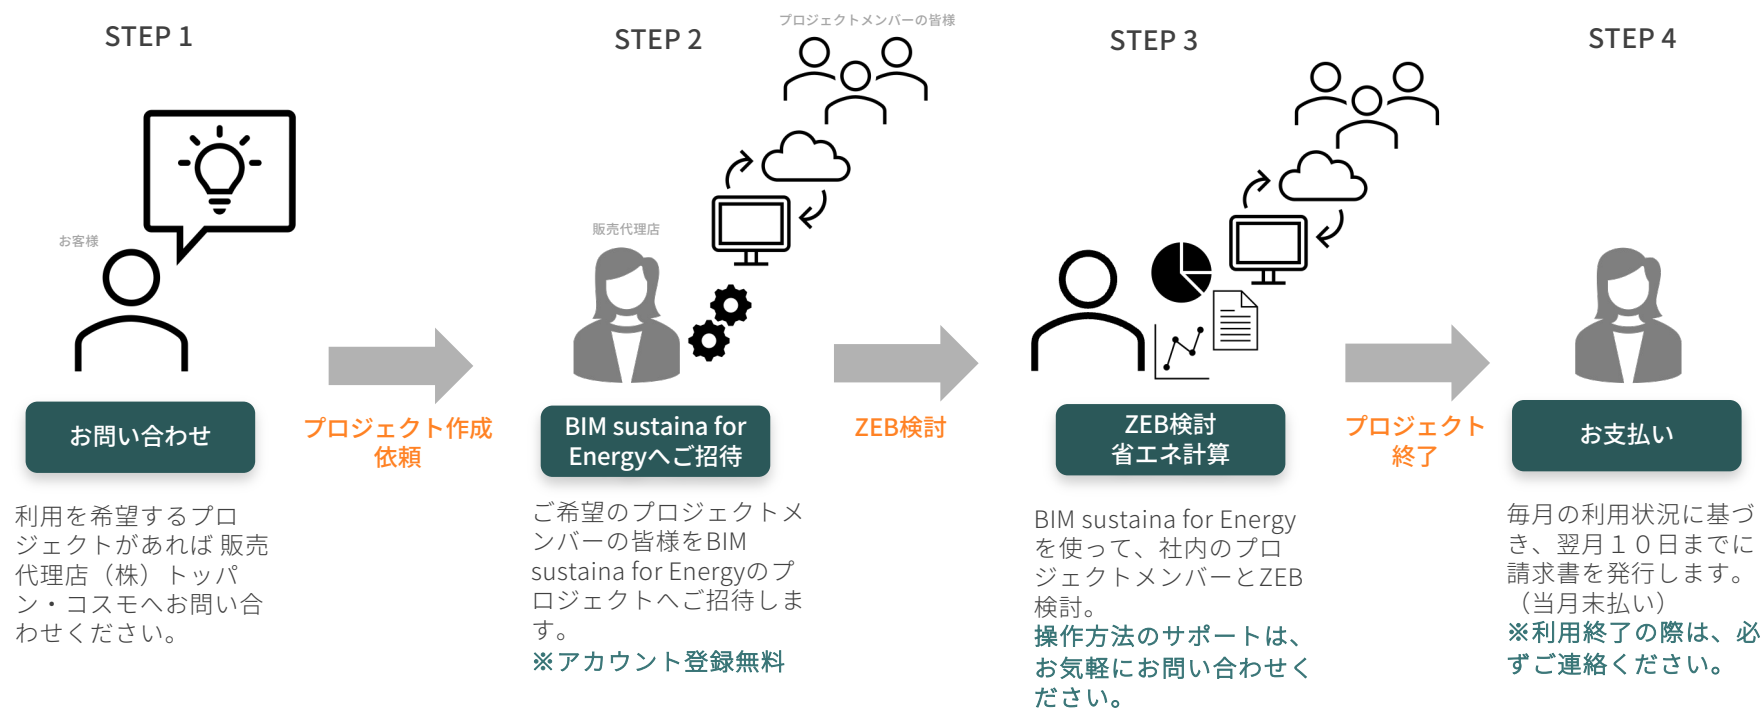 STEP 1
お客様
お問い合わせ
利用を希望するプロ
ジェクトがあれば 販売
代理店（株）トッパ
ン・コスモへお問い合
わせください。
プロジェクト作成
依頼
STEP 2
プロジェクトメンバーの皆様
販売代理店
BIM sustaina for
Energyへご招待
ご希望のプロジェクトメ
ンバーの皆様をBIM
sustaina for Energyのプ
ロジェクトへご招待しま
す。
※アカウント登録無料
ZEB検討
STEP 3
ZEB検討
省エネ計算
BIM sustaina for Energy
を使って、社内のプロ
ジェクトメンバーとZEB
検討。
操作方法のサポートは、
お気軽にお問い合わせく
ださい。
プロジェクト
終了
STEP 4
お支払い
毎月の利用状況に基づ
き、翌月１０日までに
請求書を発行します。
（当月末払い）
※利用終了の際は、必
ずご連絡ください。